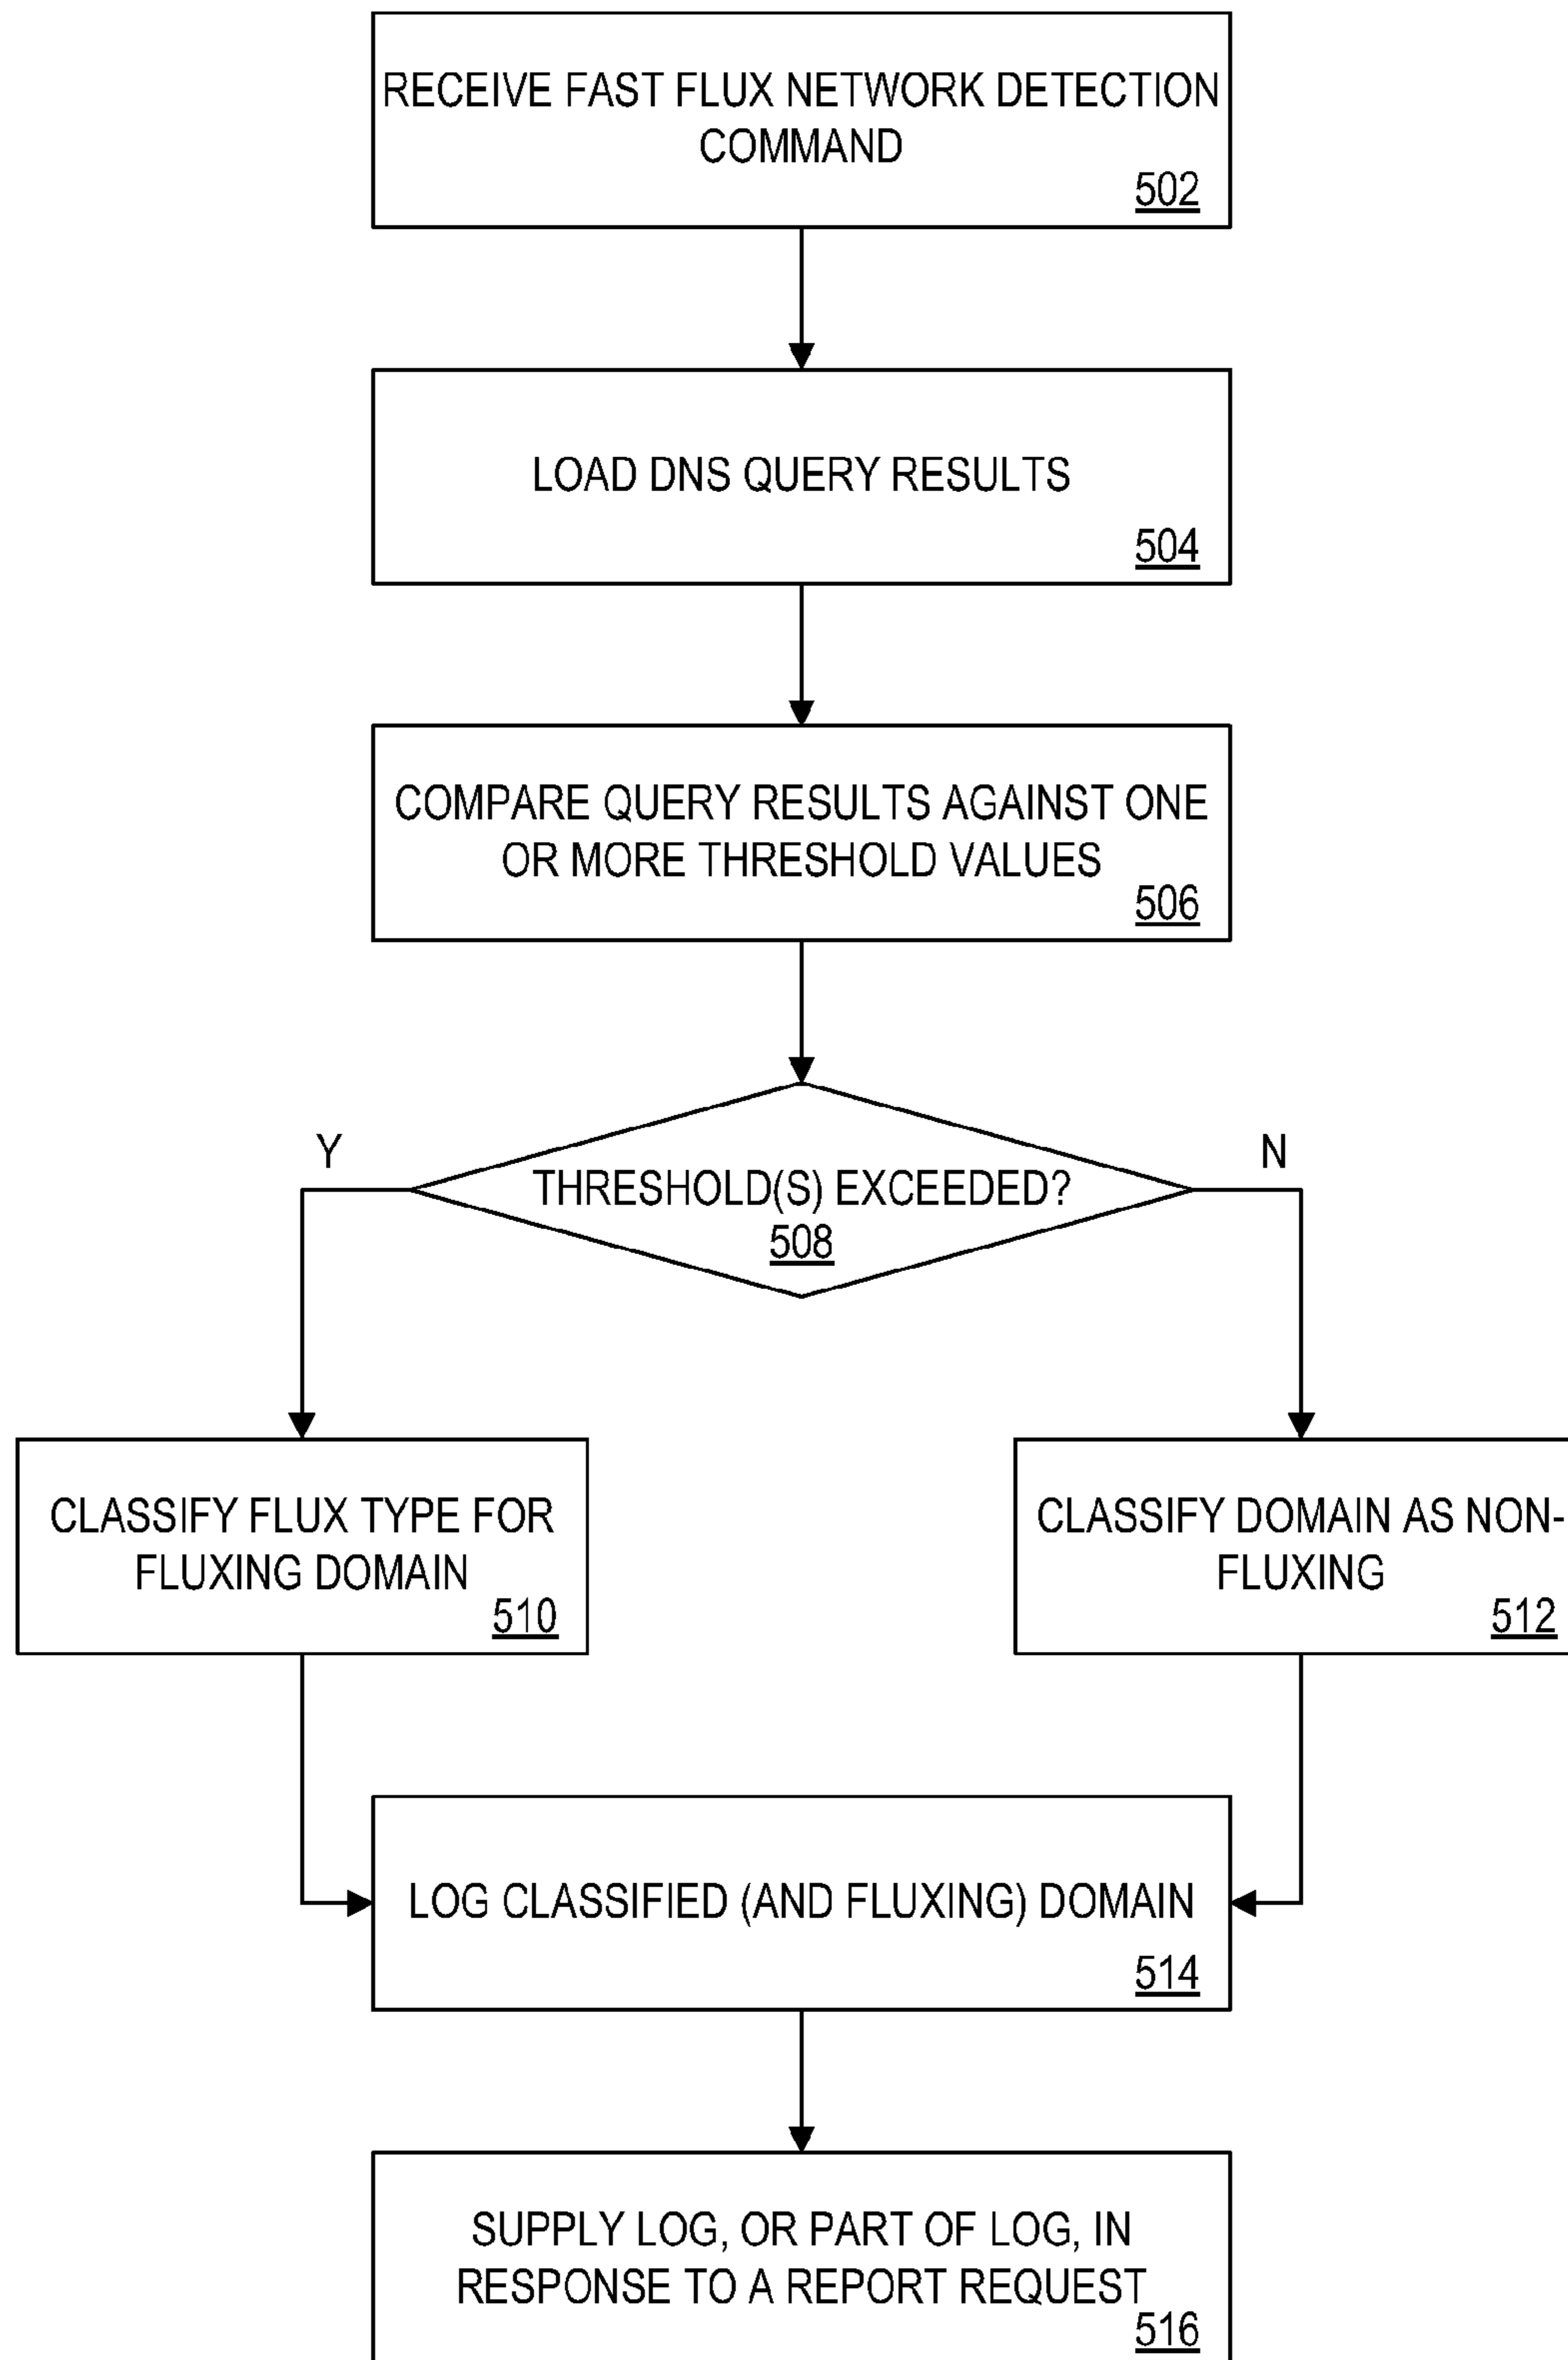 RECEIVE FAST FLUX NETWORK DETECTION
COMMAND
502
LOAD DNS QUERY RESULTS
504
COMPARE QUERY RESULTS AGAINST ONE
OR MORE THRESHOLD VALUES
506
Y
N
THRESHOLD(S) EXCEEDED?
508
CLASSIFY FLUX TYPE FOR
FLUXING DOMAIN
510
CLASSIFY DOMAIN AS NON-
FLUXING
512
LOG CLASSIFIED (AND FLUXING) DOMAIN
514
SUPPLY LOG, OR PART OF LOG, IN
RESPONSE TO A REPORT REQUEST
516